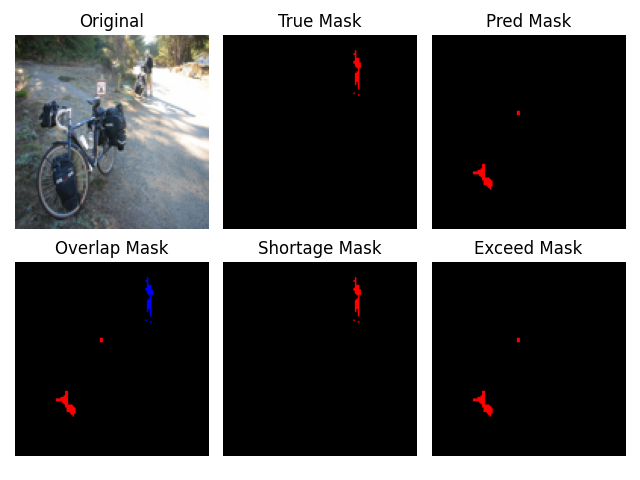 Original
True Mask
Pred Mask
Overlap Mask
Shortage Mask
Exceed Mask